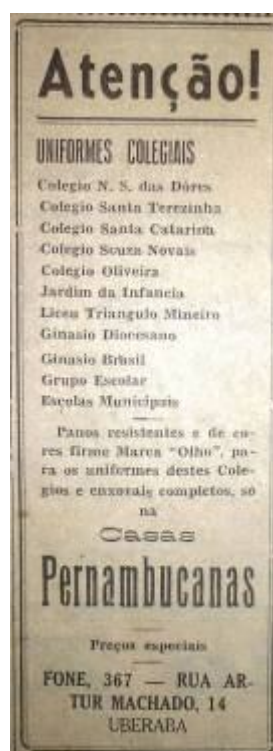 Atenção!
UNIFORMES COLEGIAIS
Colegio N. S. das Dôres
Colegio Santa Terezinha
Colegio Santa Catarina
Colegio Souza Novais
Colegio Oliveira
Jardim da Infancia
Liceu Triangulo Mineiro
Ginasio Diocesano
Ginasio Brasil
Grupo Escolar
Escolas Municipais
Panos resistentes e de co-
res firme Marca "Olho", pa-
ra os uniformes destes Cole-
gios e enxovais completos, só
na
Casas
Pernambucanas
Preços especiais
FONE, 367 — RUA AR-
TUR MACHADO, 14
UBERABA